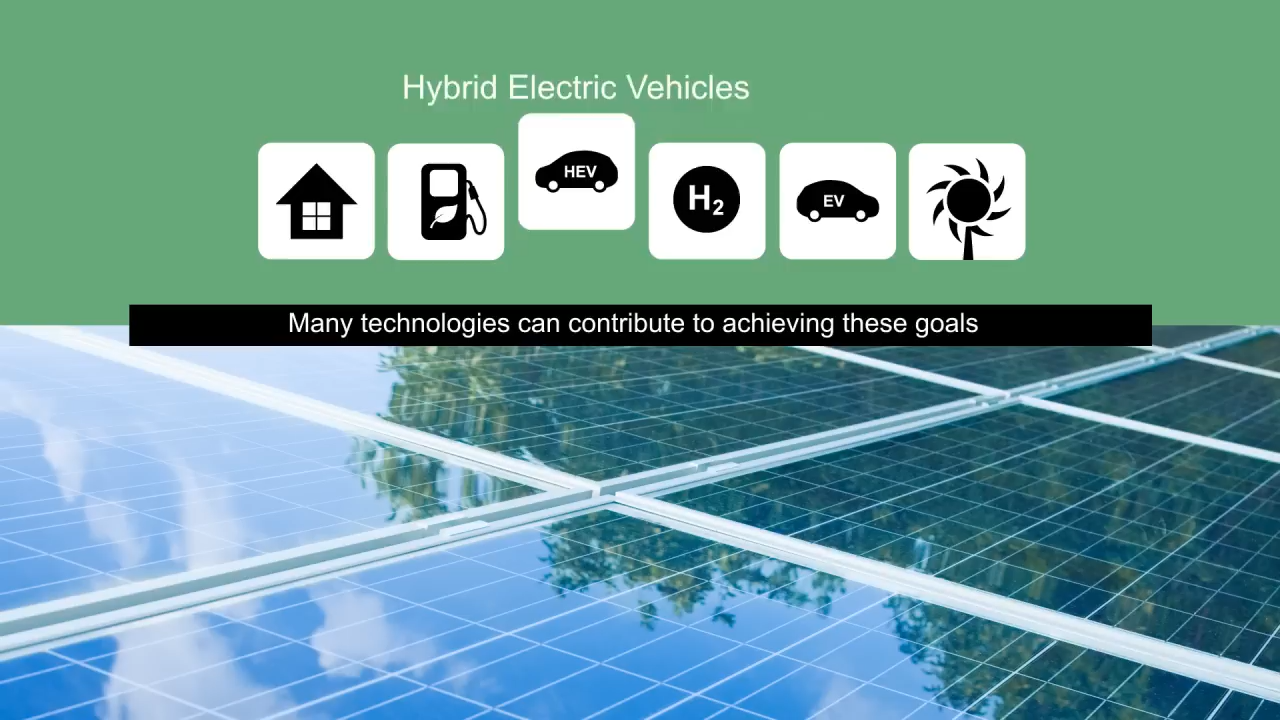 Hybrid Electric Vehicles
HEV
H2
EV
Many technologies can contribute to achieving these goals